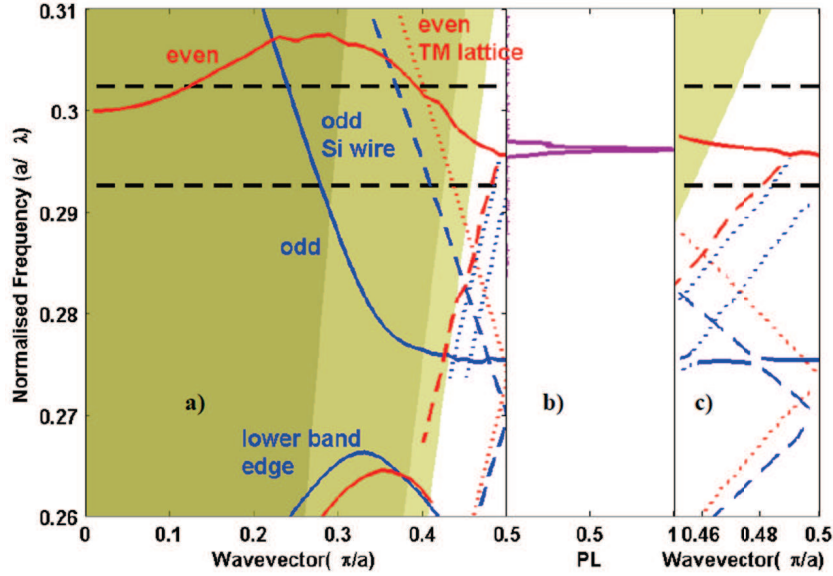 0.31
0.3
0.29
0.28
0.27
0.26
Normalised Frequency (a/ λ)
even
even
TM lattice
odd
Si wire
odd
lower band
edge
a)
b)
c)
0 0.1 0.2 0.3 0.4 0.5
Wavevector( π/a)
0.5 1
PL
0.46 0.48 0.5
Wavevector( π/a)